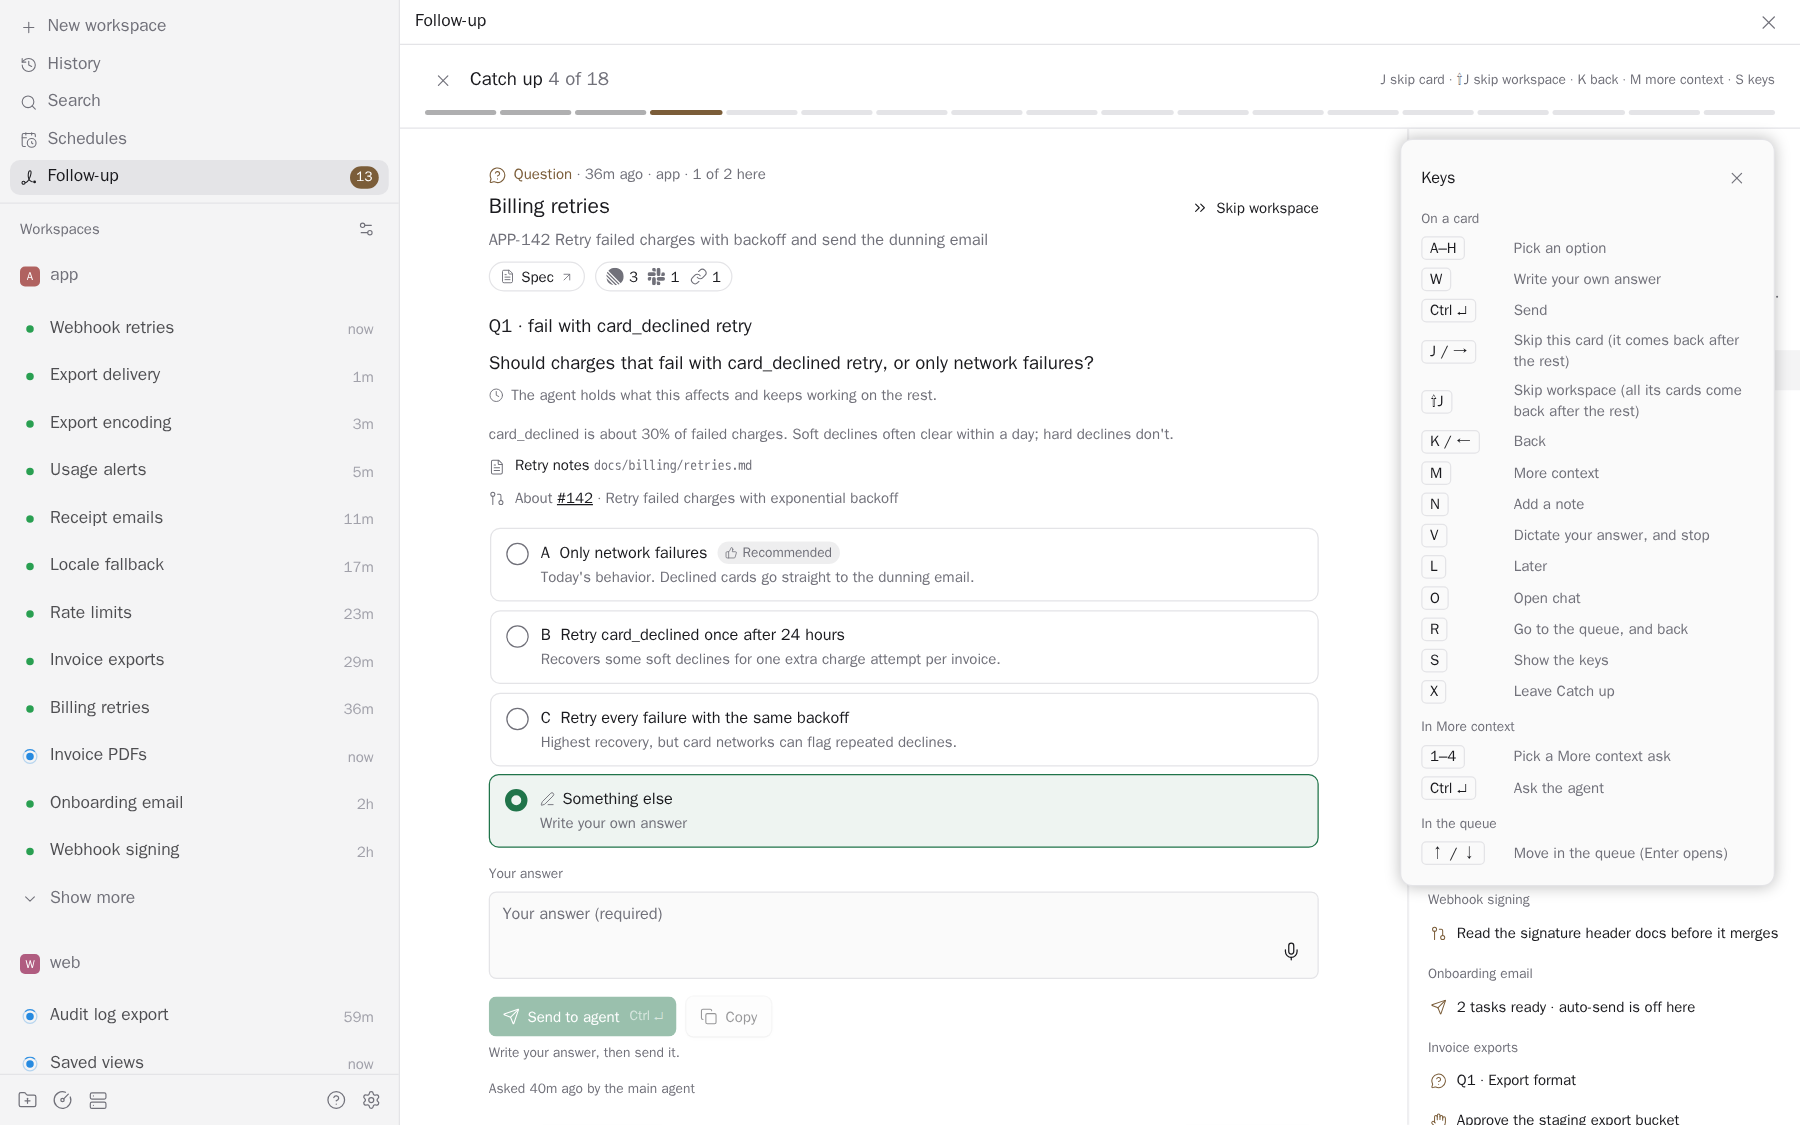 New workspace
History
Search
Schedules
Follow-up 13
Workspaces
A app
Webhook retries now
Export delivery 1m
Export encoding 3m
Usage alerts 5m
Receipt emails 11m
Locale fallback 17m
Rate limits 23m
Invoice exports 29m
Billing retries 36m
Invoice PDFs now
Onboarding email 2h
Webhook signing 2h
Show more
W web
Audit log export 59m
Saved views now
Follow-up
Catch up 4 of 18
J skip card · ⇧J skip workspace · K back · M more context · S keys
Question · 36m ago · app · 1 of 2 here
Billing retries
Skip workspace
APP-142 Retry failed charges with backoff and send the dunning email
Spec ↗ 3 1 1
Q1 · fail with card_declined retry
Should charges that fail with card_declined retry, or only network failures?
The agent holds what this affects and keeps working on the rest.
card_declined is about 30% of failed charges. Soft declines often clear within a day; hard declines don't.
Retry notes docs/billing/retries.md
About #142 · Retry failed charges with exponential backoff
A Only network failures Recommended
Today's behavior. Declined cards go straight to the dunning email.
B Retry card_declined once after 24 hours
Recovers some soft declines for one extra charge attempt per invoice.
C Retry every failure with the same backoff
Highest recovery, but card networks can flag repeated declines.
Something else
Write your own answer
Your answer
Your answer (required)
Send to agent Ctrl ↵
Copy
Write your answer, then send it.
Asked 40m ago by the main agent
Keys
On a card
A–H Pick an option
W Write your own answer
Ctrl ↵ Send
J / → Skip this card (it comes back after
the rest)
⇧J Skip workspace (all its cards come
back after the rest)
K / ← Back
M More context
N Add a note
V Dictate your answer, and stop
L Later
O Open chat
R Go to the queue, and back
S Show the keys
X Leave Catch up
In More context
1–4 Pick a More context ask
Ctrl ↵ Ask the agent
In the queue
↑ / ↓ Move in the queue (Enter opens)
Webhook signing
Read the signature header docs before it merges
Onboarding email
2 tasks ready · auto-send is off here
Invoice exports
Q1 · Export format
Approve the staging export bucket